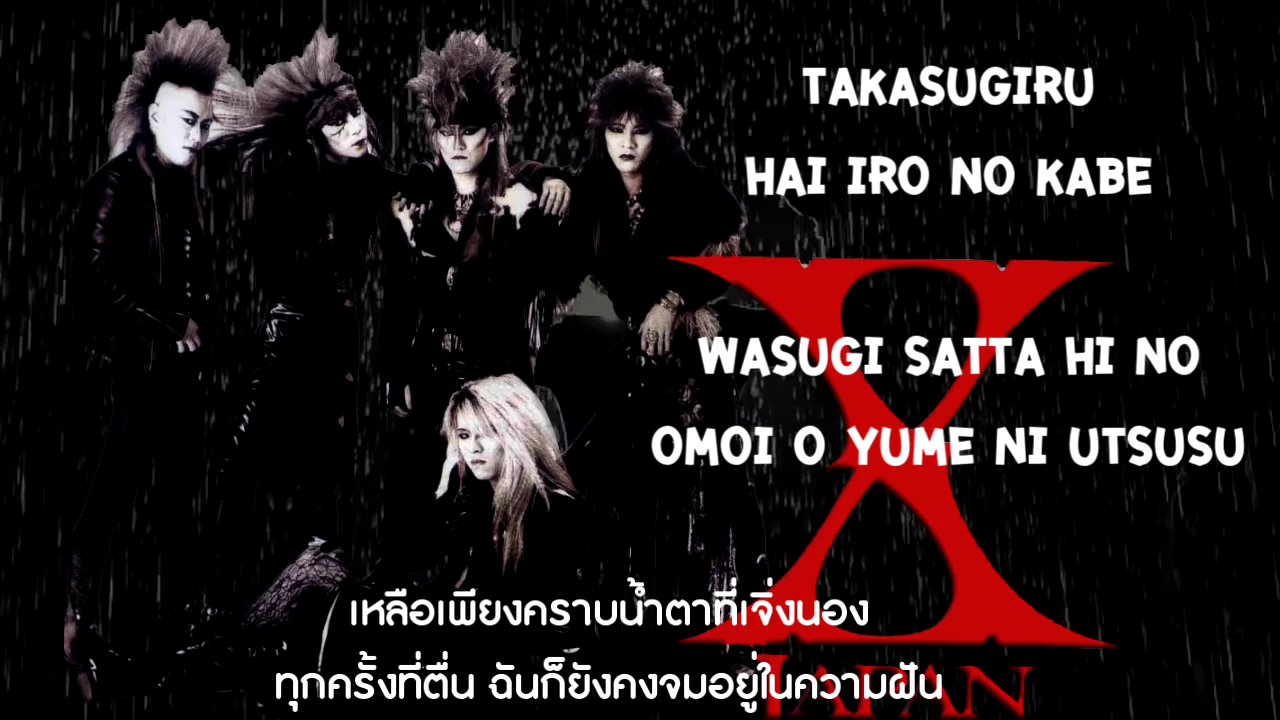 TAKASUGIRU
HAI IRO NO KABE
WASUGI SATTA HI NO
OMOI O YUME NI UTSUSU
X
เหลือเพียงคราบน้ำตาที่เจิ่งนอง
JAPAN
ทุกครั้งที่ตื่น ฉันก็ยังคงจมอยู่ในความฝัน